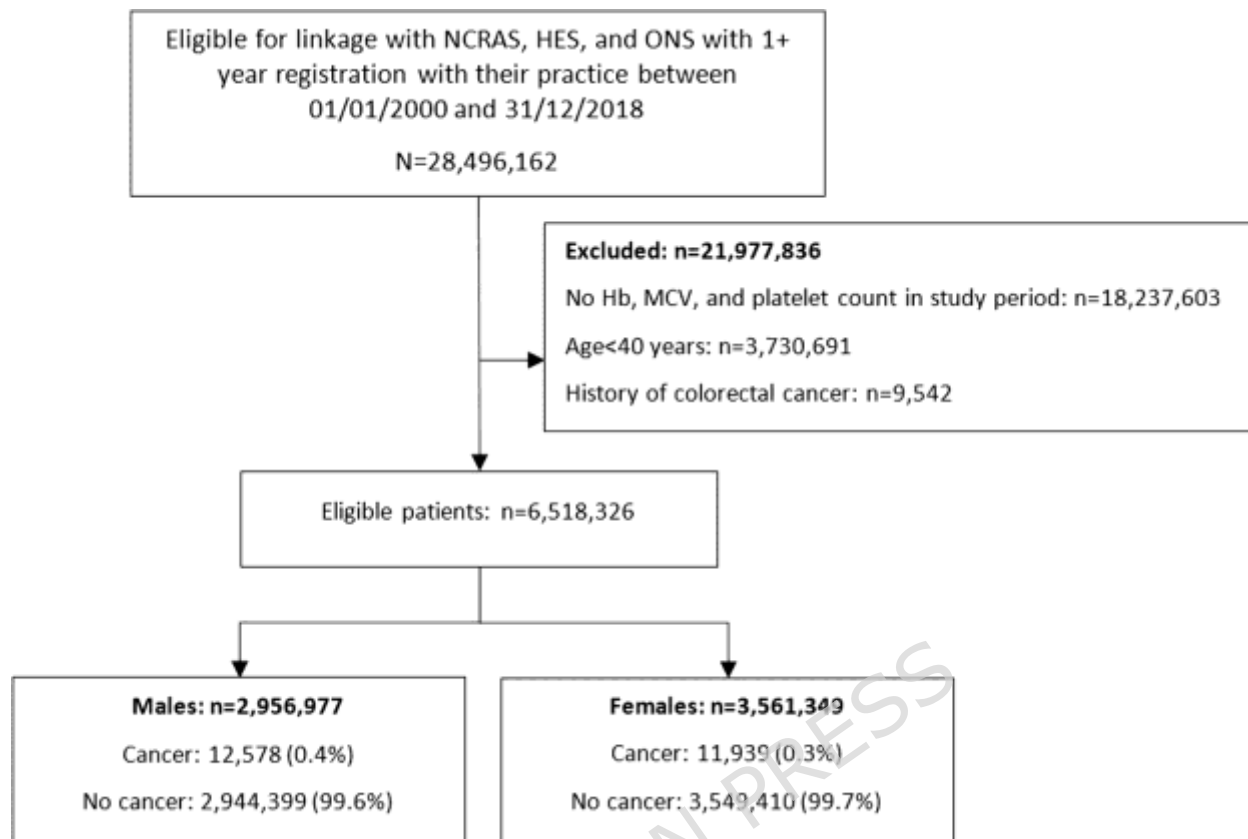 Eligible for linkage with NCRAS, HES, and ONS with 1+
year registration with their practice between
01/01/2000 and 31/12/2018
N=28,496,162
Excluded: n=21,977,836
No Hb, MCV, and platelet count in study period: n=18,237,603
Age<40 years: n=3,730,691
History of colorectal cancer: n=9,542
Eligible patients: n=6,518,326
Males: n=2,956,977
Cancer: 12,578 (0.4%)
No cancer: 2,944,399 (99.6%)
Females: n=3,561,349
Cancer: 11,939 (0.3%)
No cancer: 3,549,410 (99.7%)
PRESS